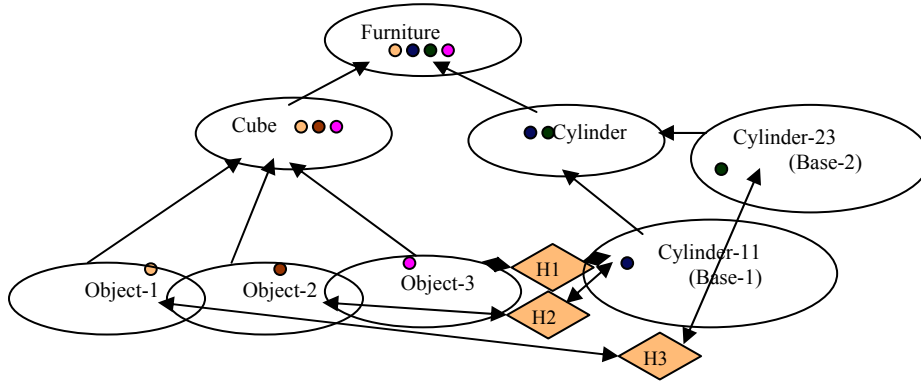 Furniture
Cube
Cylinder
Cylinder-23
(Base-2)
Object-1
Object-2
Object-3
H1
Cylinder-11
(Base-1)
H2
H3